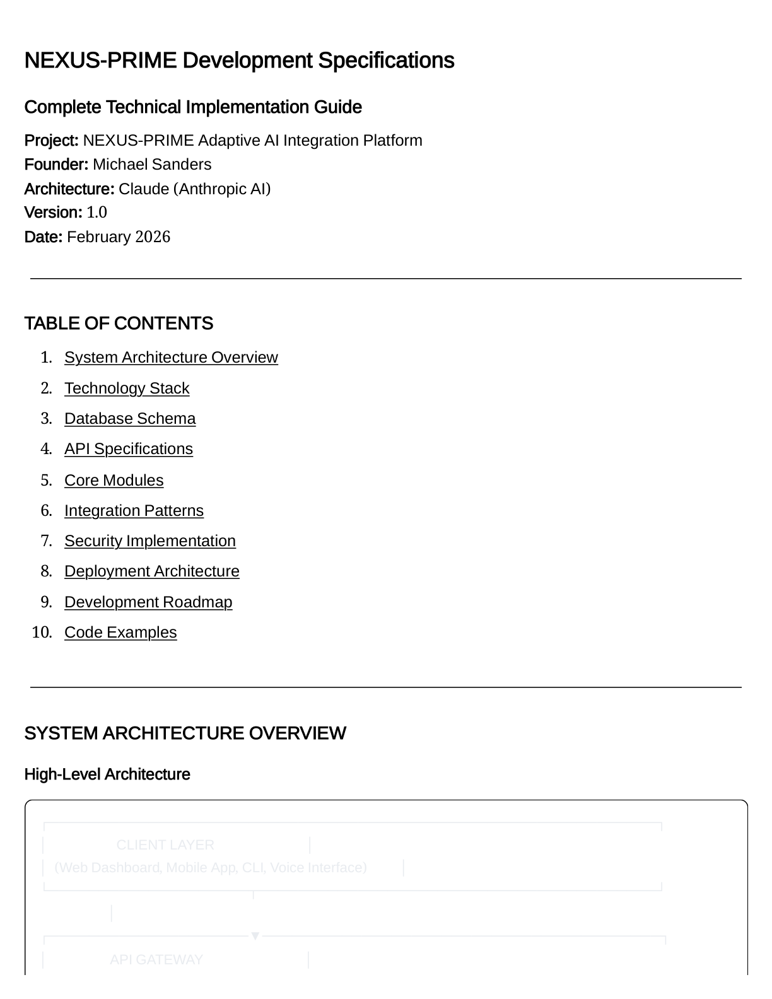 NEXUS-PRIME Development Specifications
Complete Technical Implementation Guide
Project: NEXUS-PRIME Adaptive AI Integration Platform
Founder: Michael Sanders
Architecture: Claude (Anthropic AI)
Version: 1.0
Date: February 2026
TABLE OF CONTENTS
1. System Architecture Overview
2. Technology Stack
3. Database Schema
4. API Specifications
5. Core Modules
6. Integration Patterns
7. Security Implementation
8. Deployment Architecture
9. Development Roadmap
10. Code Examples
SYSTEM ARCHITECTURE OVERVIEW
High-Level Architecture
CLIENT LAYER
(Web Dashboard, Mobile App, CLI, Voice Interface)
API GATEWAY